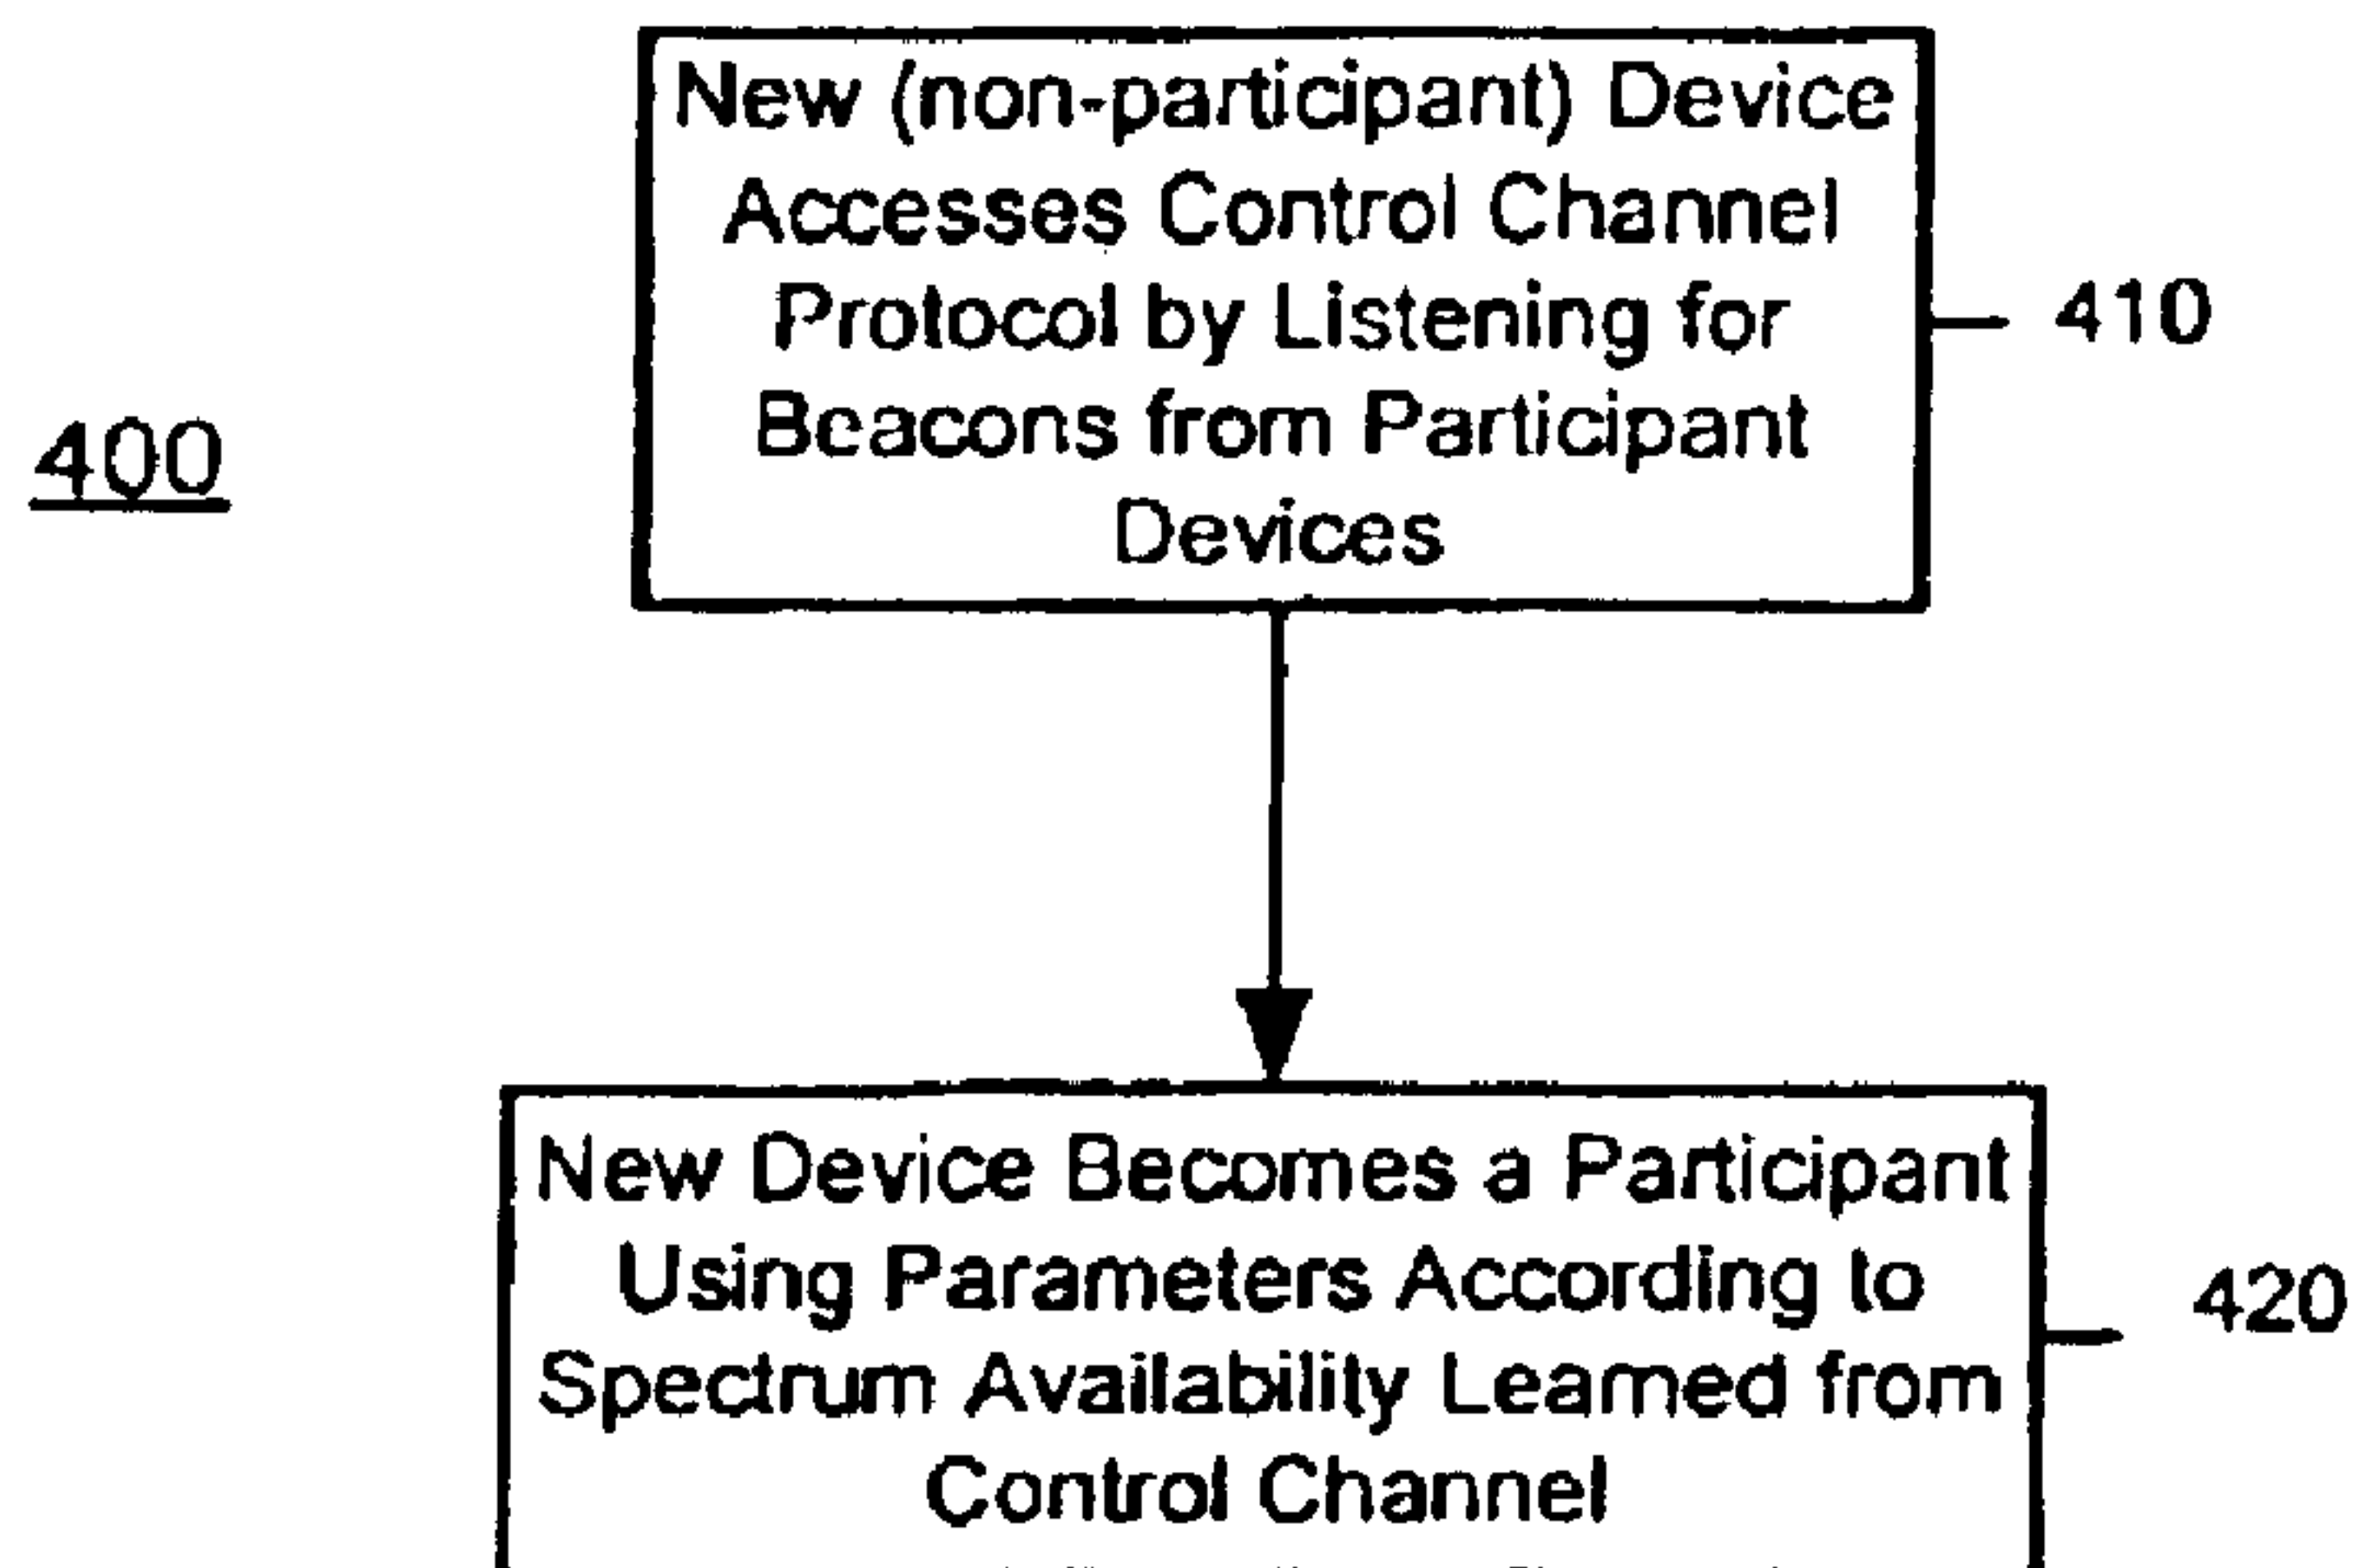 New (non-participant) Device
Accesses Control Channel
Protocol by Listening for
Beacons from Participant
Devices
410
400
New Device Becomes a Participant
Using Parameters According to
Spectrum Availability Learned from
Control Channel
420